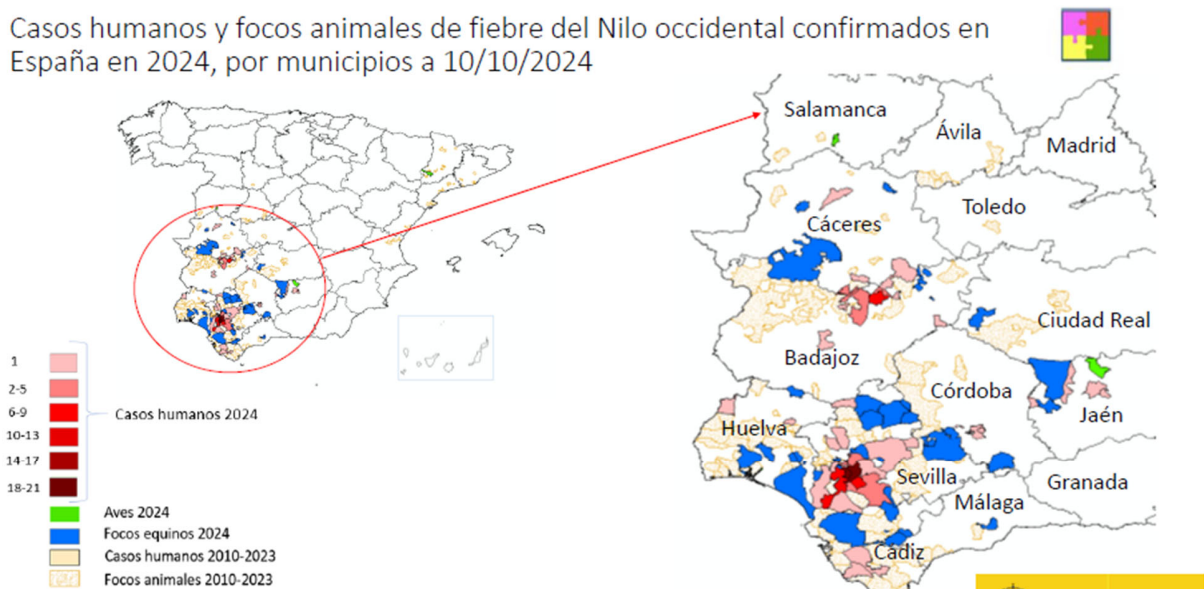 Casos humanos y focos animales de fiebre del Nilo occidental confirmados en
España en 2024, por municipios a 10/10/2024
Salamanca
Ávila
Madrid
Cáceres
Toledo
Ciudad Real
Badajoz
Córdoba
Jaén
Huelva
Sevilla
Granada
Málaga
Cádiz
1
2-5
6-9
10-13
14-17
18-21
Casos humanos 2024
Aves 2024
Focos equinos 2024
Casos humanos 2010-2023
Focos animales 2010-2023